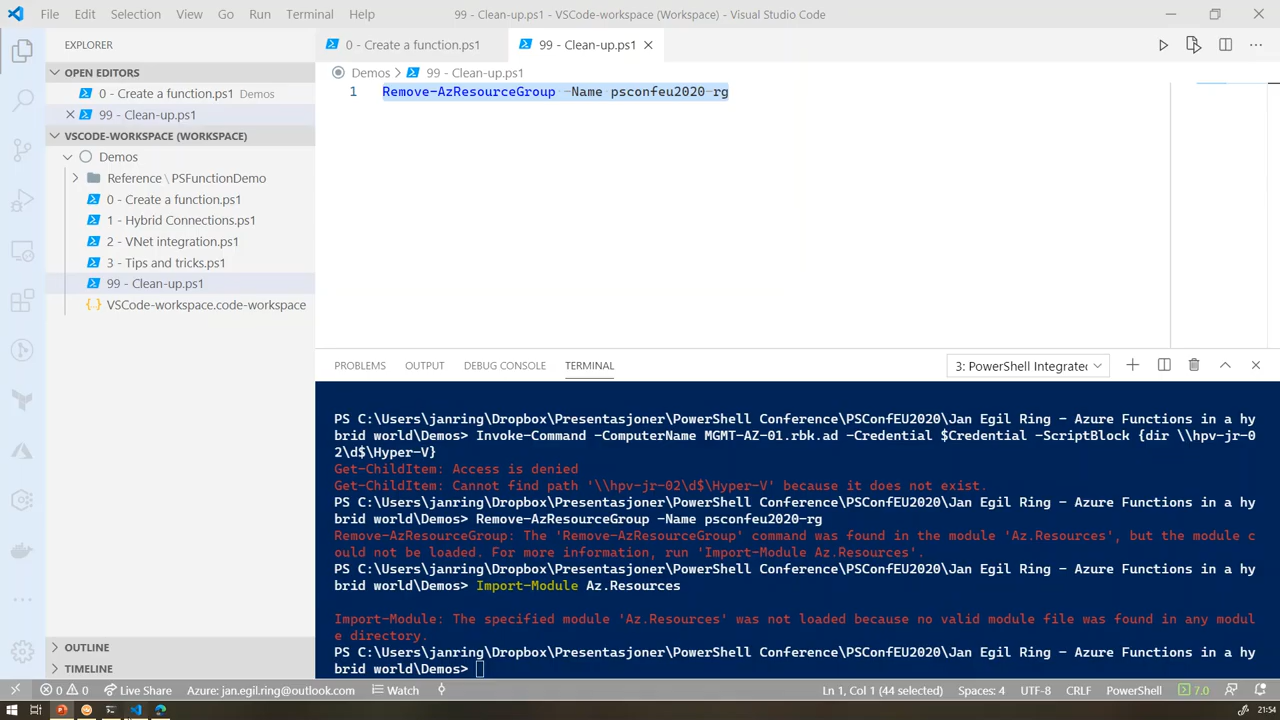 File Edit Selection View Go Run Terminal Help 99 - Clean-up.ps1 - VSCode-workspace (Workspace) - Visual Studio Code
EXPLORER
OPEN EDITORS
0 - Create a function.ps1 Demos
99 - Clean-up.ps1
VSCODE-WORKSPACE (WORKSPACE)
Demos
Reference \ PSFunctionDemo
0 - Create a function.ps1
1 - Hybrid Connections.ps1
2 - VNet integration.ps1
3 - Tips and tricks.ps1
99 - Clean-up.ps1
{..} VSCode-workspace.code-workspace
OUTLINE
TIMELINE
0 - Create a function.ps1 99 - Clean-up.ps1
Demos > 99 - Clean-up.ps1
1 Remove-AzResourceGroup -Name psconfeu2020-rg
PROBLEMS OUTPUT DEBUG CONSOLE TERMINAL 3: PowerShell Integrated
PS C:\Users\janring\Dropbox\Presentasjoner\PowerShell Conference\PSConfEU2020\Jan Egil Ring - Azure Functions in a hy
brid world\Demos> Invoke-Command -ComputerName MGMT-AZ-01.rbk.ad -Credential $Credential -ScriptBlock {dir \\hpv-jr-0
2\d$\Hyper-V}
Get-ChildItem: Access is denied
Get-ChildItem: Cannot find path '\\hpv-jr-02\d$\Hyper-V' because it does not exist.
PS C:\Users\janring\Dropbox\Presentasjoner\PowerShell Conference\PSConfEU2020\Jan Egil Ring - Azure Functions in a hy
brid world\Demos> Remove-AzResourceGroup -Name psconfeu2020-rg
Remove-AzResourceGroup: The 'Remove-AzResourceGroup' command was found in the module 'Az.Resources', but the module c
ould not be loaded. For more information, run 'Import-Module Az.Resources'.
PS C:\Users\janring\Dropbox\Presentasjoner\PowerShell Conference\PSConfEU2020\Jan Egil Ring - Azure Functions in a hy
brid world\Demos> Import-Module Az.Resources
Import-Module: The specified module 'Az.Resources' was not loaded because no valid module file was found in any modul
e directory.
PS C:\Users\janring\Dropbox\Presentasjoner\PowerShell Conference\PSConfEU2020\Jan Egil Ring - Azure Functions in a hy
brid world\Demos>
0 0 Live Share Azure: jan.egil.ring@outlook.com Watch Ln 1, Col 1 (44 selected) Spaces: 4 UTF-8 CRLF PowerShell 7.0
21:54